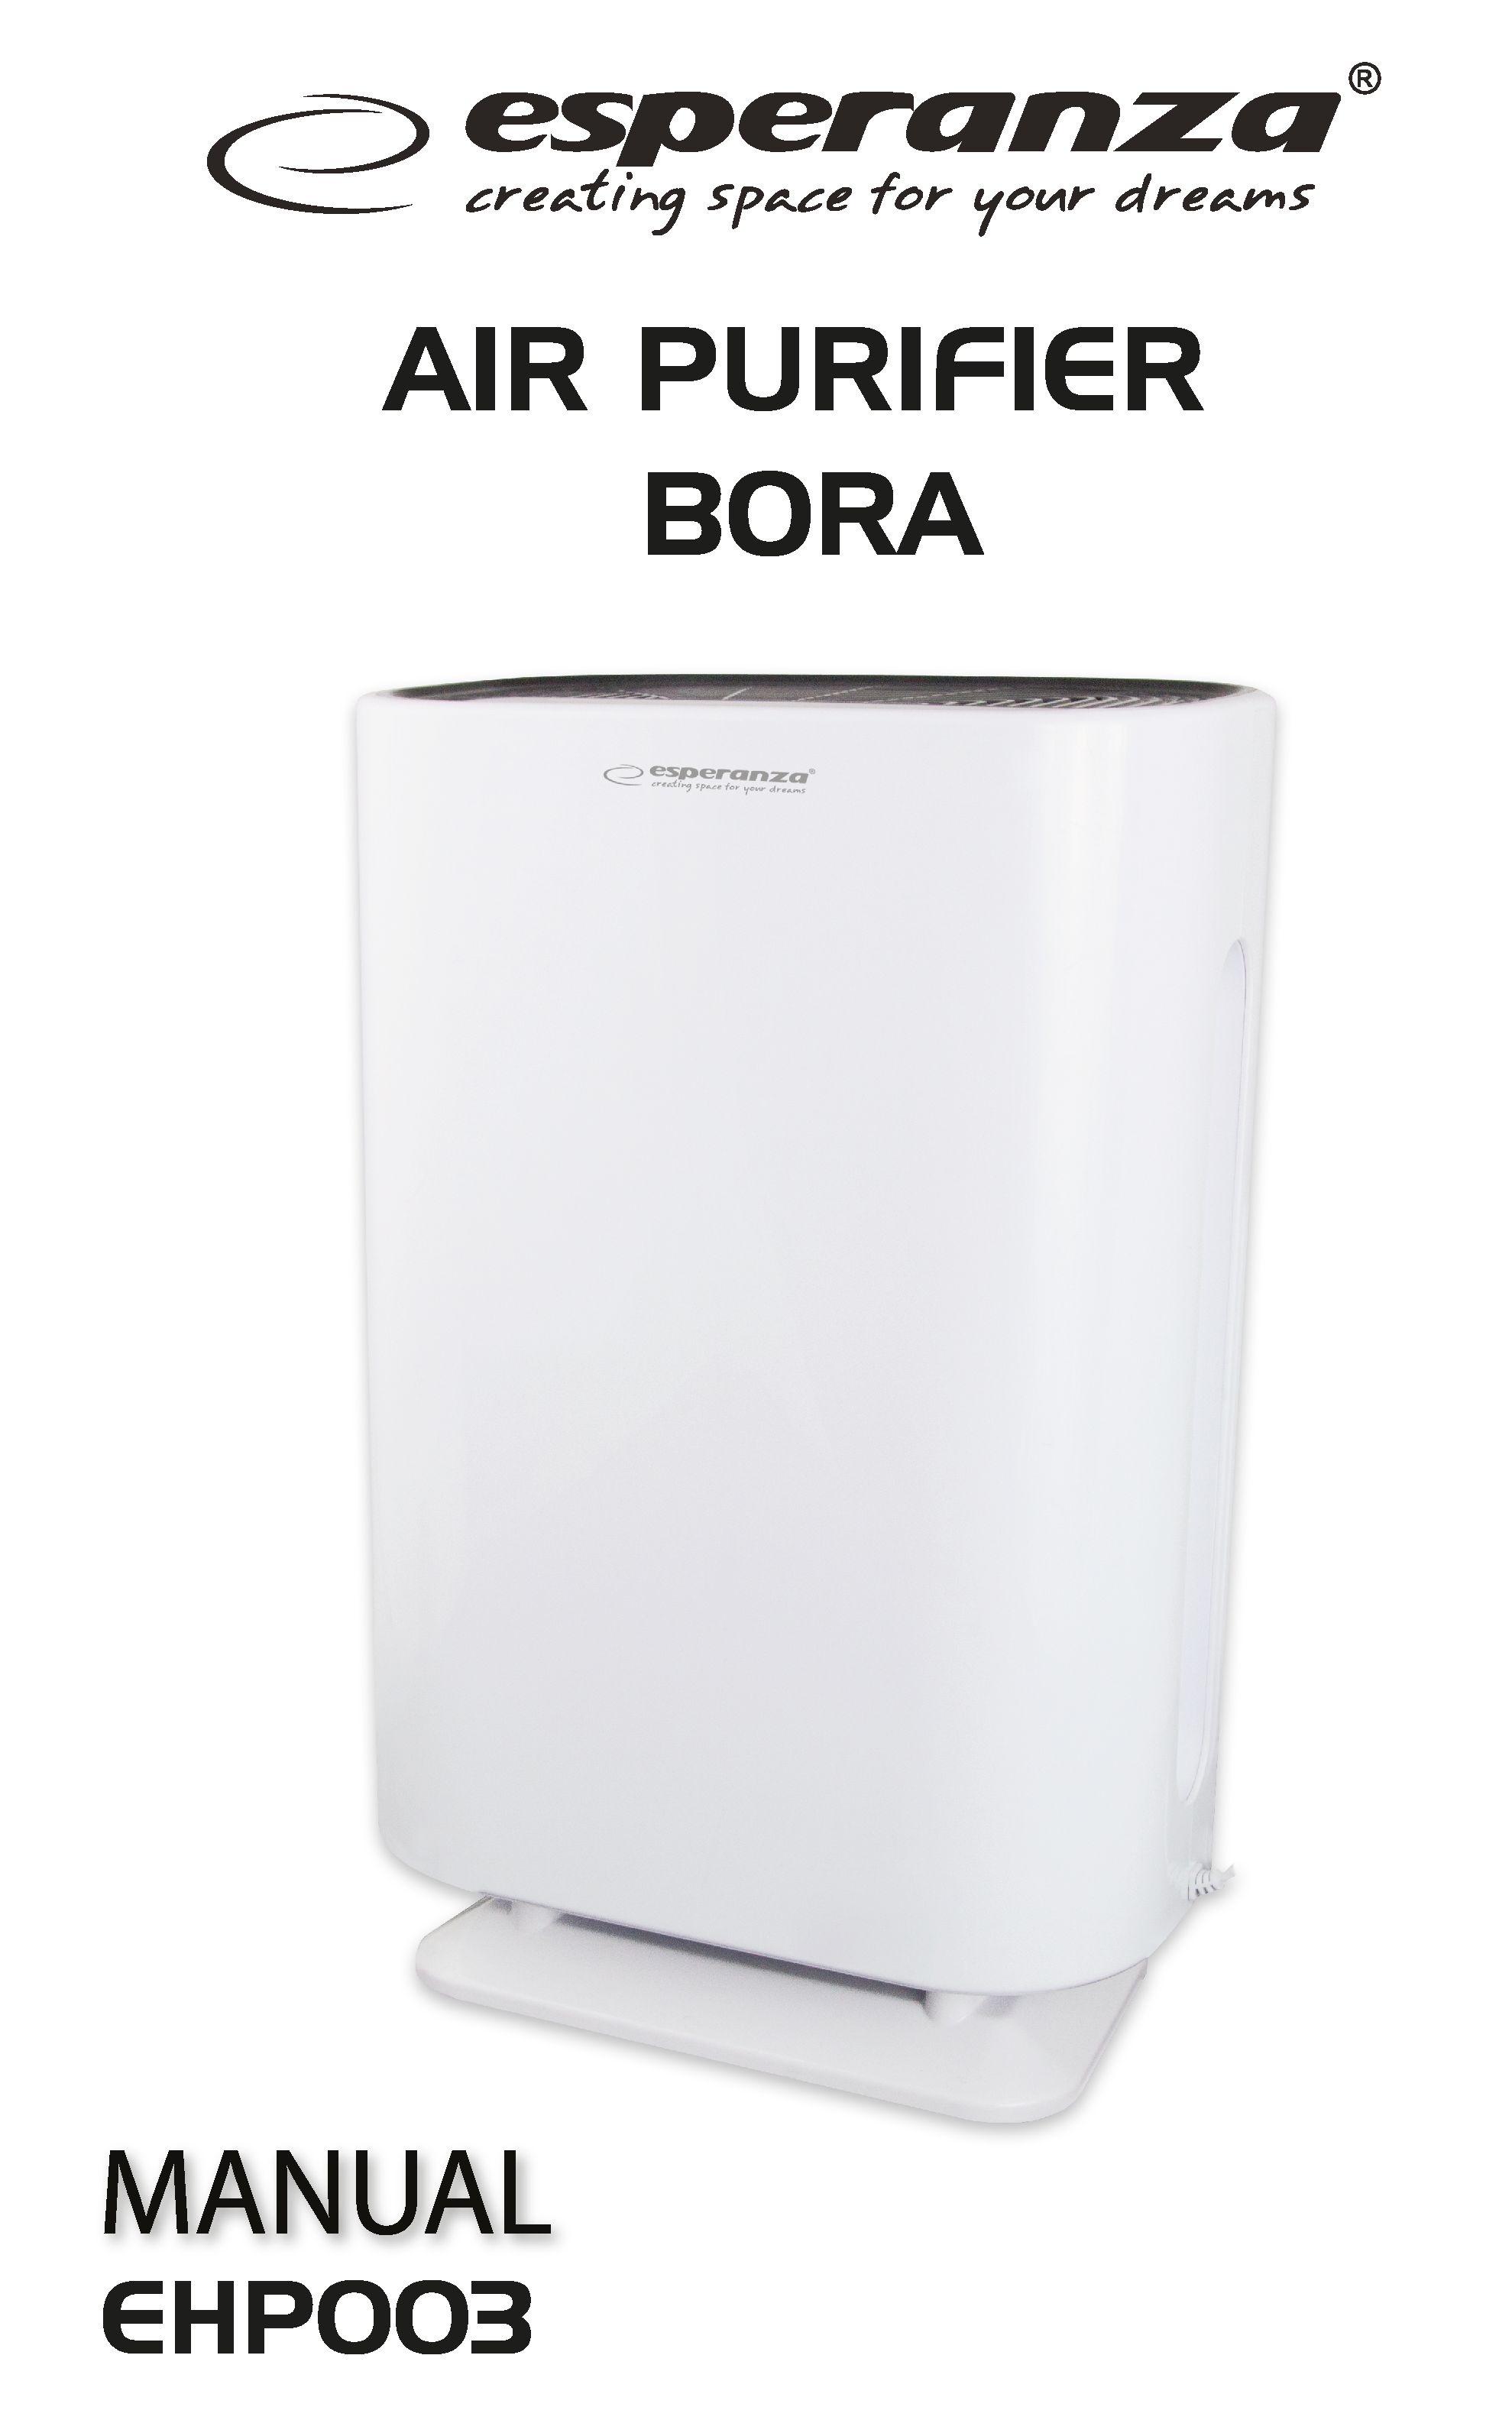 esperanza®
creating space for your dreams
AIR PURIFIER
BORA
esperanza®
creating space for your dreams
MANUAL
EHP003